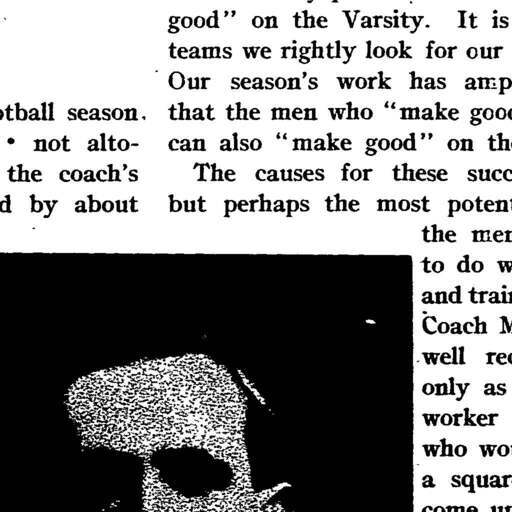 otball season.
• not alto-
the coach's
d by about
good" on the Varsity. It is
teams we rightly look for our
Our season's work has amp
that the men who "make good
can also "make good" on the
The causes for these succ
but perhaps the most potent
the men
to do w
and train
Coach M
well rec
only as
worker
who wou
a squar
come up